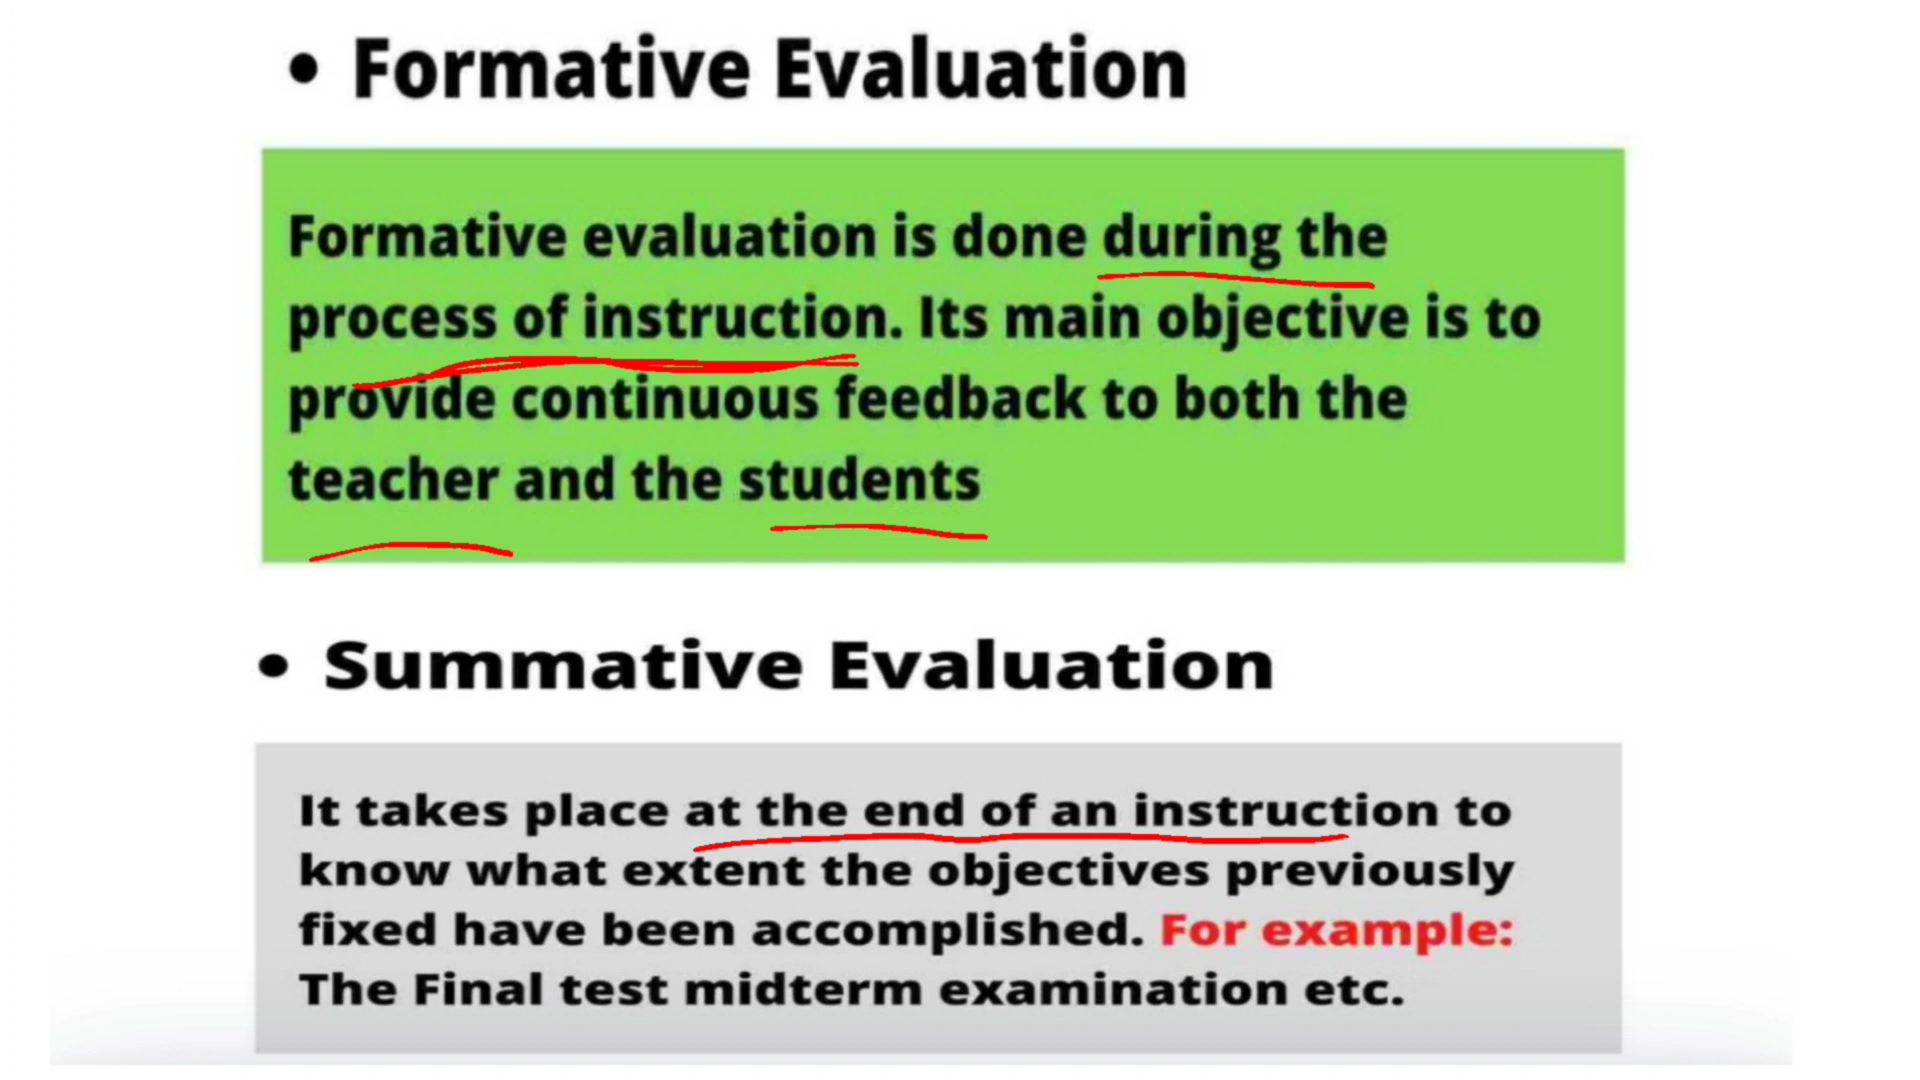 • Formative Evaluation
Formative evaluation is done during the
process of instruction. Its main objective is to
provide continuous feedback to both the
teacher and the students
• Summative Evaluation
It takes place at the end of an instruction to
know what extent the objectives previously
fixed have been accomplished. For example:
The Final test midterm examination etc.